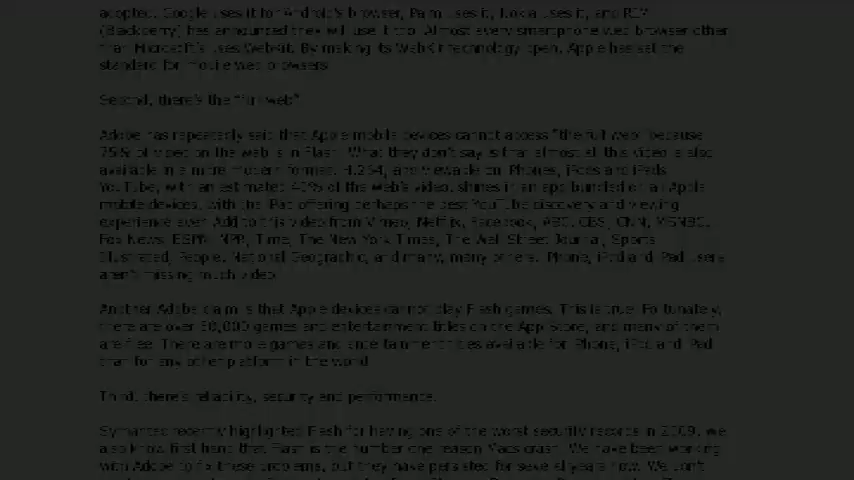 adopted. Google uses it for Android's browser, Palm uses it, Nokia uses it, and RIM
(Blackberry) has announced they will use it too. Almost every smartphone web browser other
than Microsoft's uses WebKit. By making its WebKit technology open, Apple has set the
standard for mobile web browsers.
Second, there's the "full web".
Adobe has repeatedly said that Apple mobile devices cannot access "the full web" because
75% of video on the web is in Flash. What they don't say is that almost all this video is also
available in a more modern format, H.264, and viewable on iPhones, iPods and iPads.
YouTube, with an estimated 40% of the web's video, shines in an app bundled on all Apple
mobile devices, with the iPad offering perhaps the best YouTube discovery and viewing
experience ever. Add to this video from Vimeo, Netflix, Facebook, ABC, CBS, CNN, MSNBC,
Fox News, ESPN, NPR, Time, The New York Times, The Wall Street Journal, Sports
Illustrated, People, National Geographic, and many, many others. iPhone, iPod and iPad users
aren't missing much video.
Another Adobe claim is that Apple devices cannot play Flash games. This is true. Fortunately,
there are over 50,000 games and entertainment titles on the App Store, and many of them
are free. There are more games and entertainment titles available for iPhone, iPod and iPad
than for any other platform in the world.
Third, there's reliability, security and performance.
Symantec recently highlighted Flash for having one of the worst security records in 2009. We
also know first hand that Flash is the number one reason Macs crash. We have been working
with Adobe to fix these problems, but they have persisted for several years now. We don't